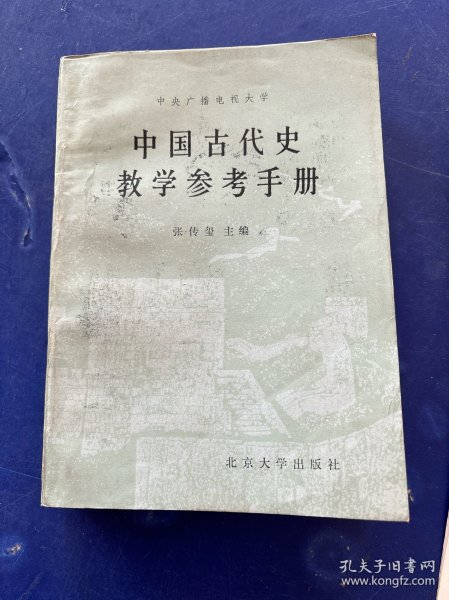 中央广播电视大学
中国古代史
教学参考手册
张传玺 主编
北京大学出版社
孔夫子旧书网
www.kongfz.com